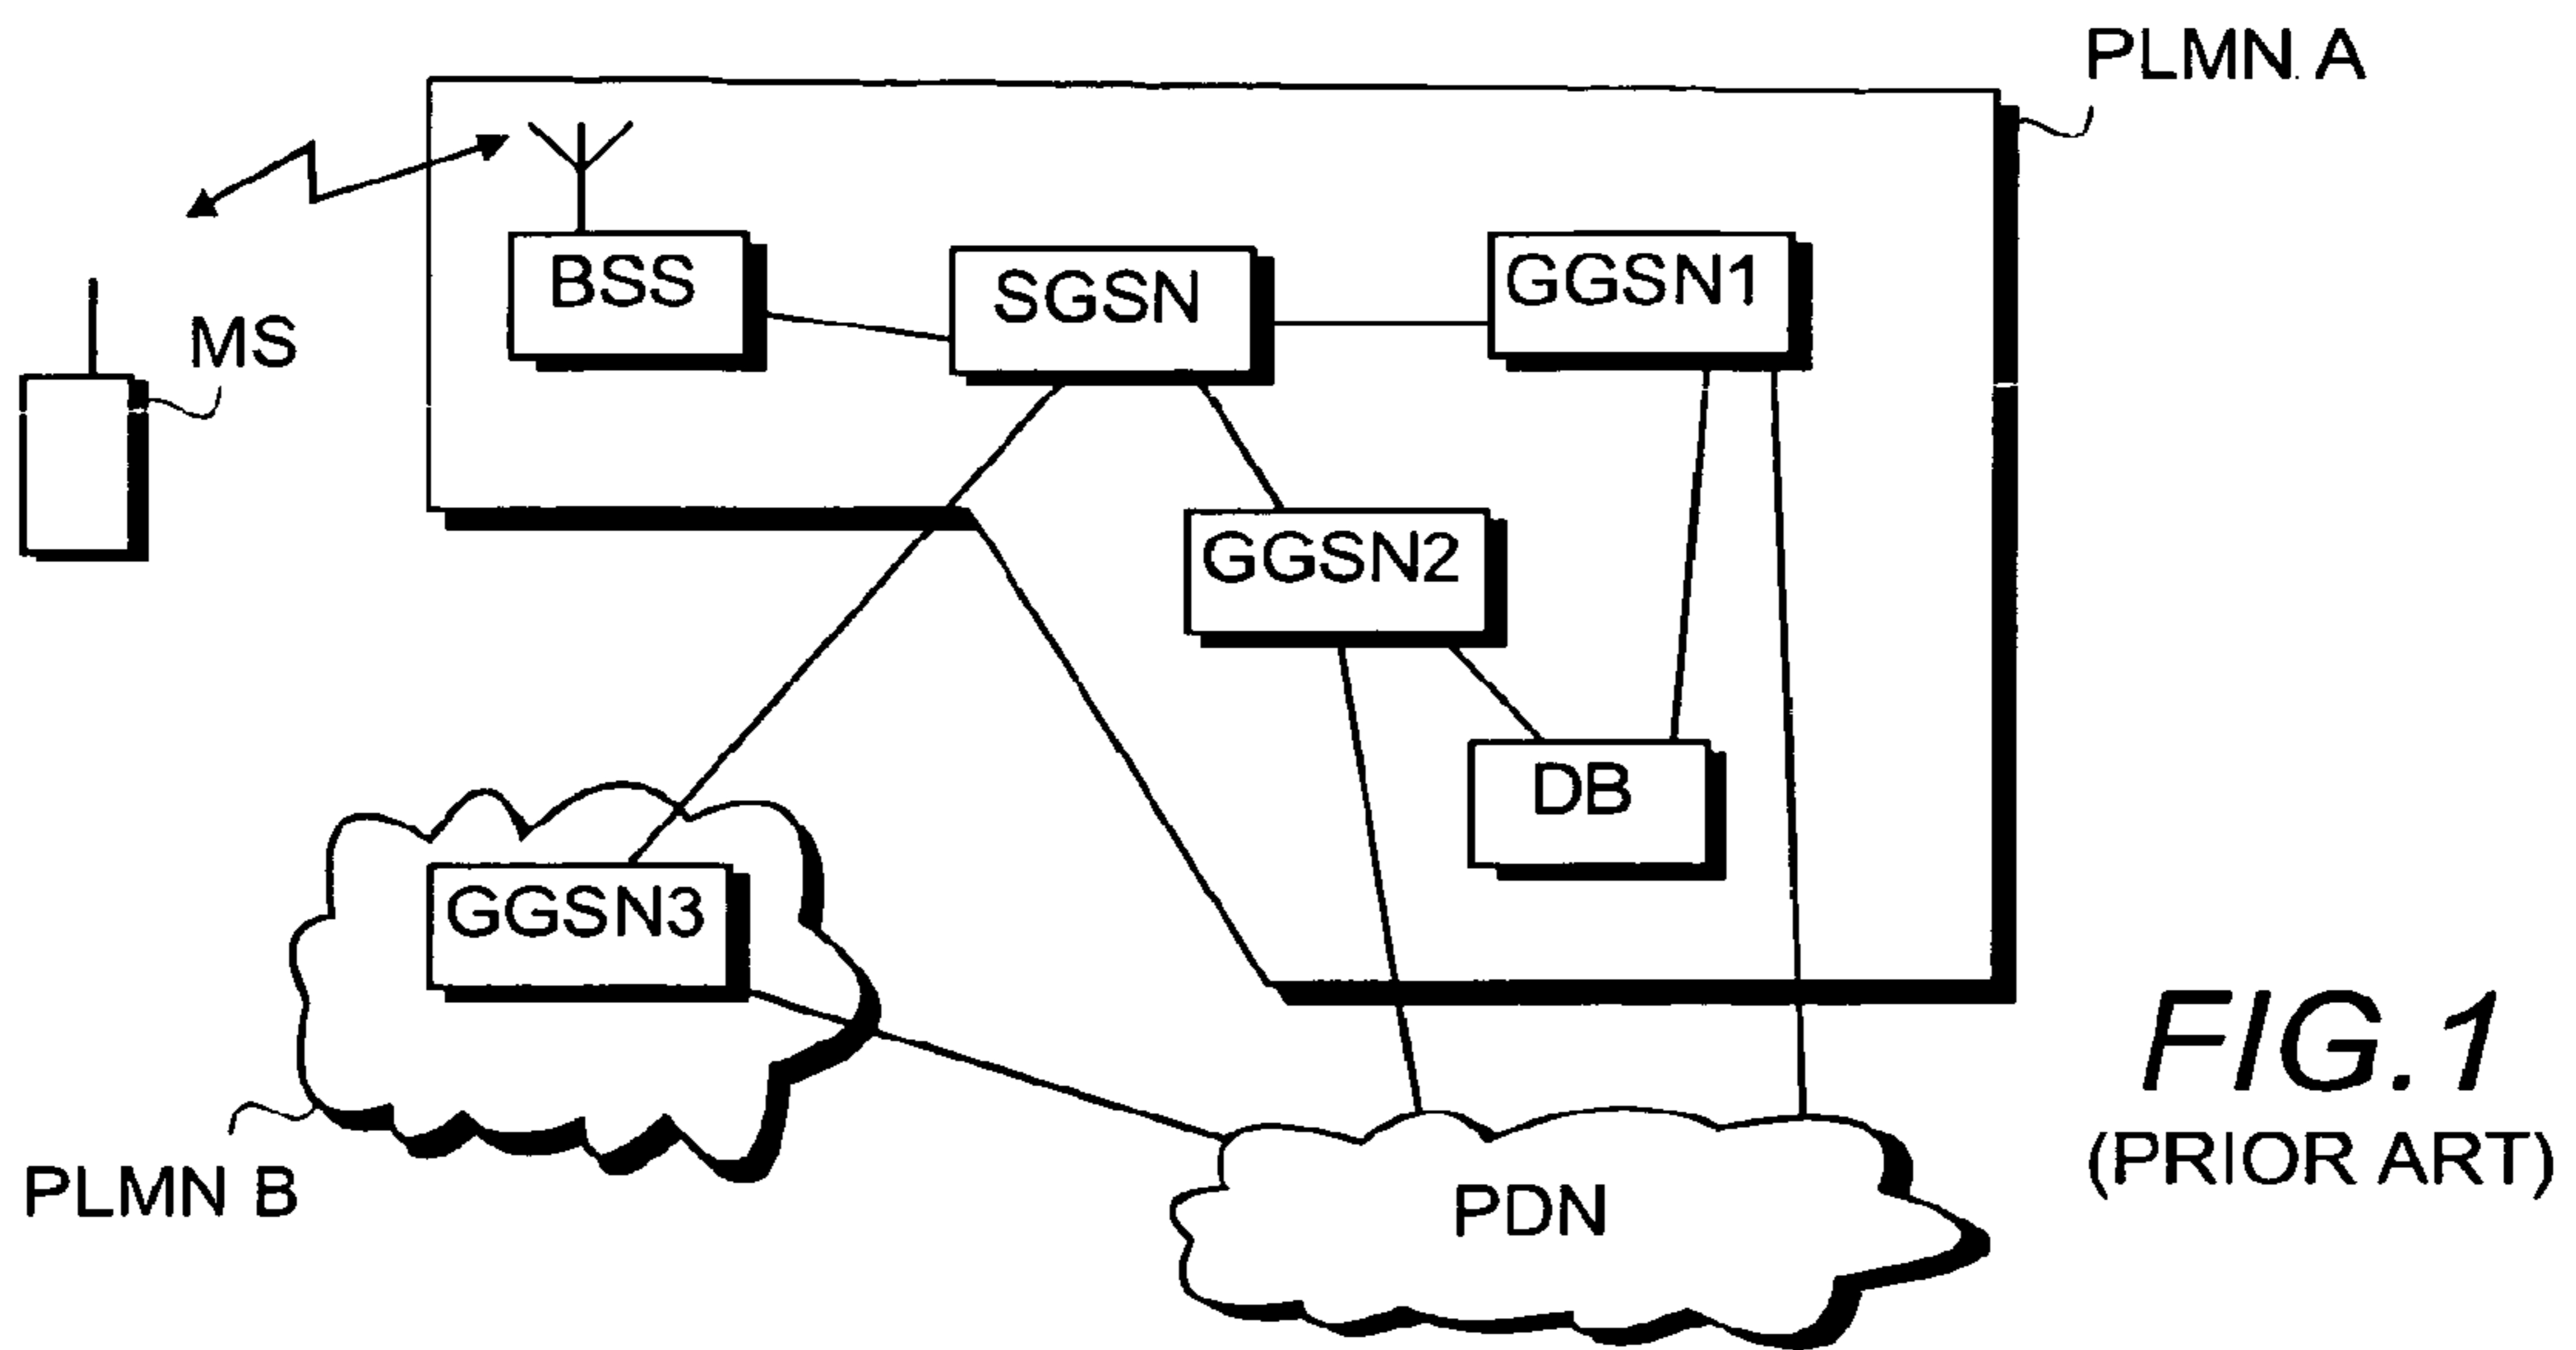 PLMN A
BSS
SGSN
GGSN1
MS
GGSN2
DB
GGSN3
PLMN B
PDN
FIG.1
(PRIOR ART)